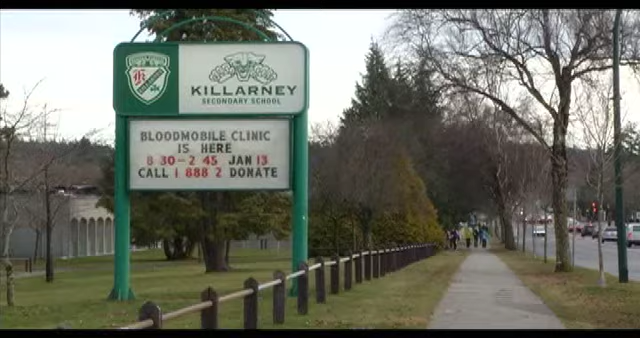 KILLARNEY
SECONDARY SCHOOL
BLOODMOBILE CLINIC
IS HERE
8 30-2 45 JAN 13
CALL 1 888 2 DONATE